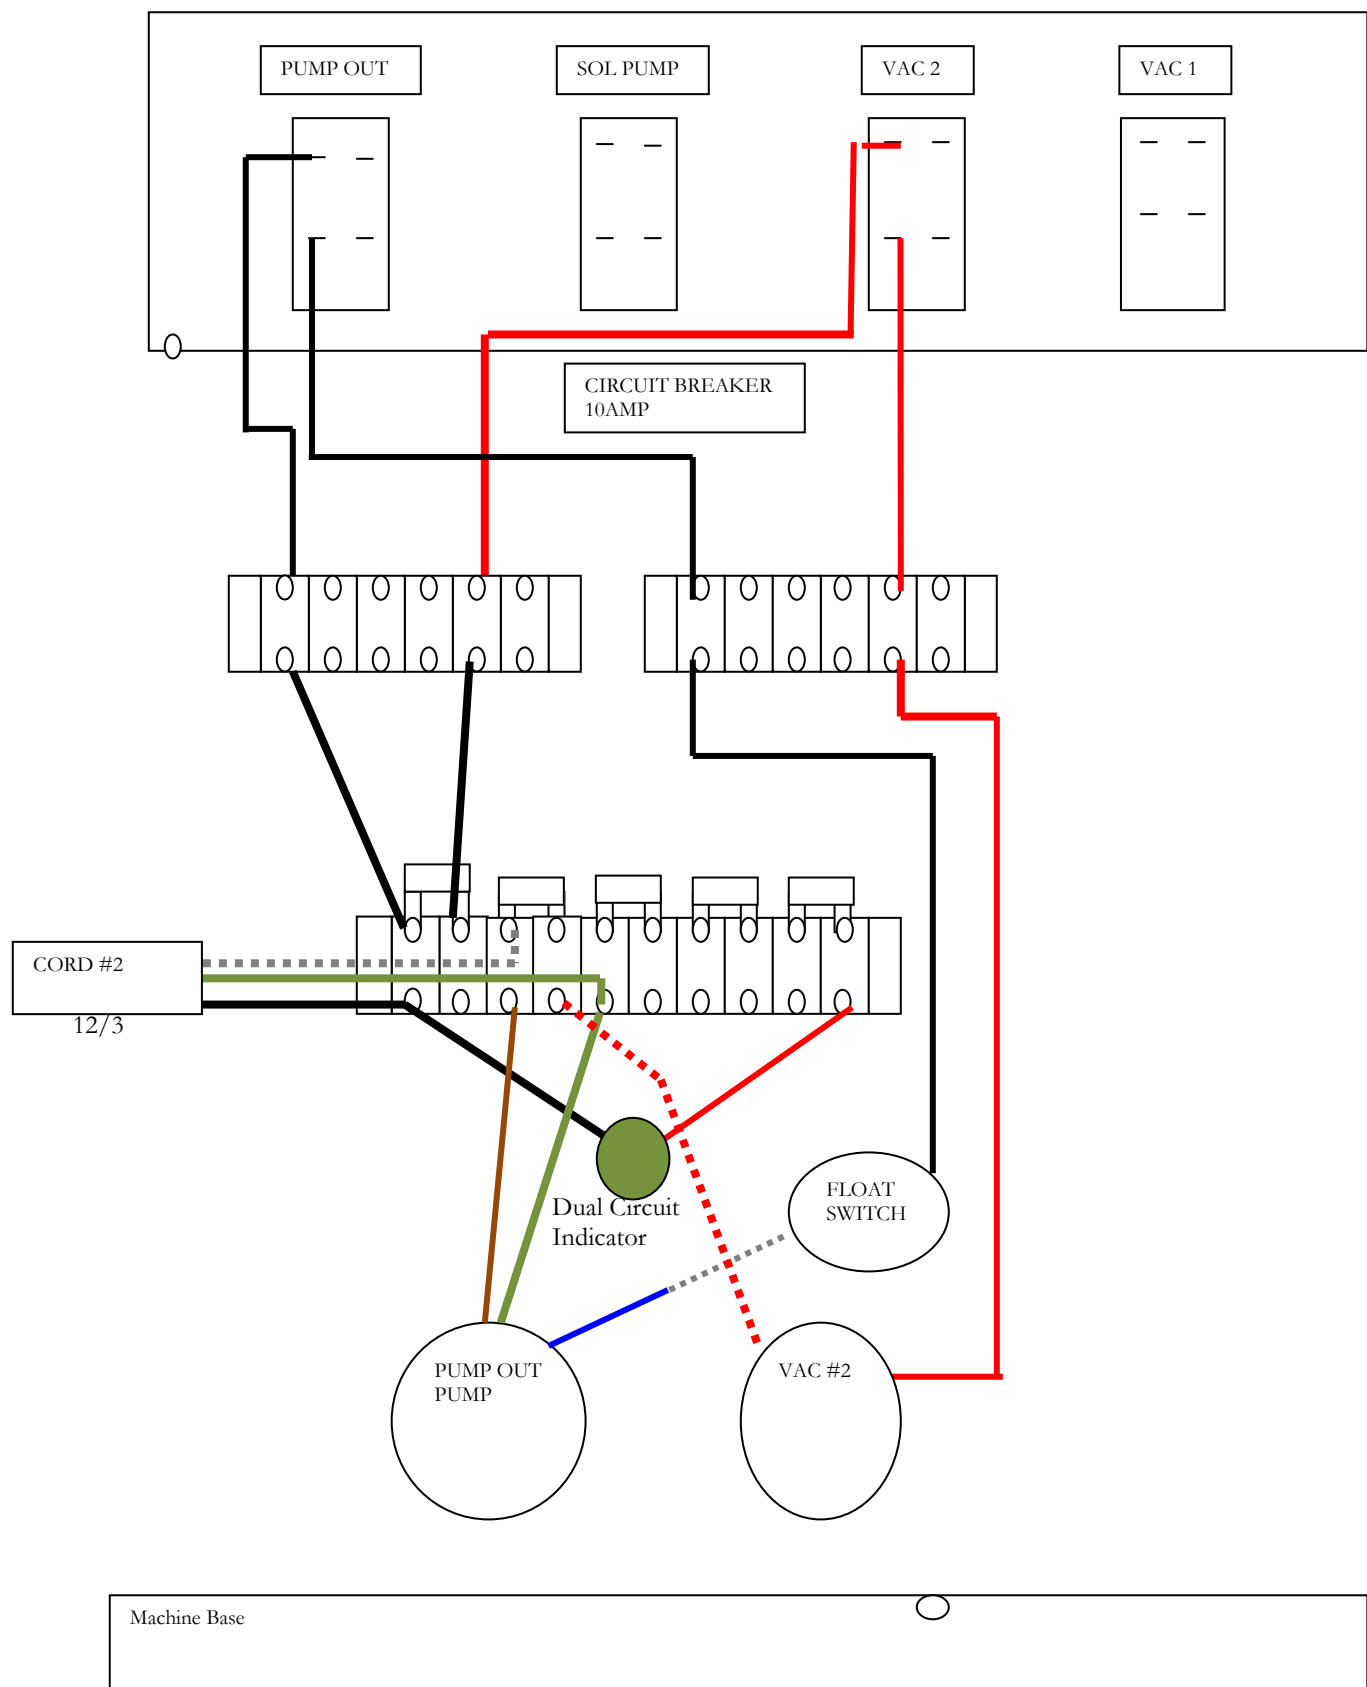 PUMP OUT
SOL PUMP
VAC 2
VAC 1
CIRCUIT BREAKER
10AMP
CORD #2
12/3
Dual Circuit
Indicator
FLOAT
SWITCH
PUMP OUT
PUMP
VAC #2
Machine Base